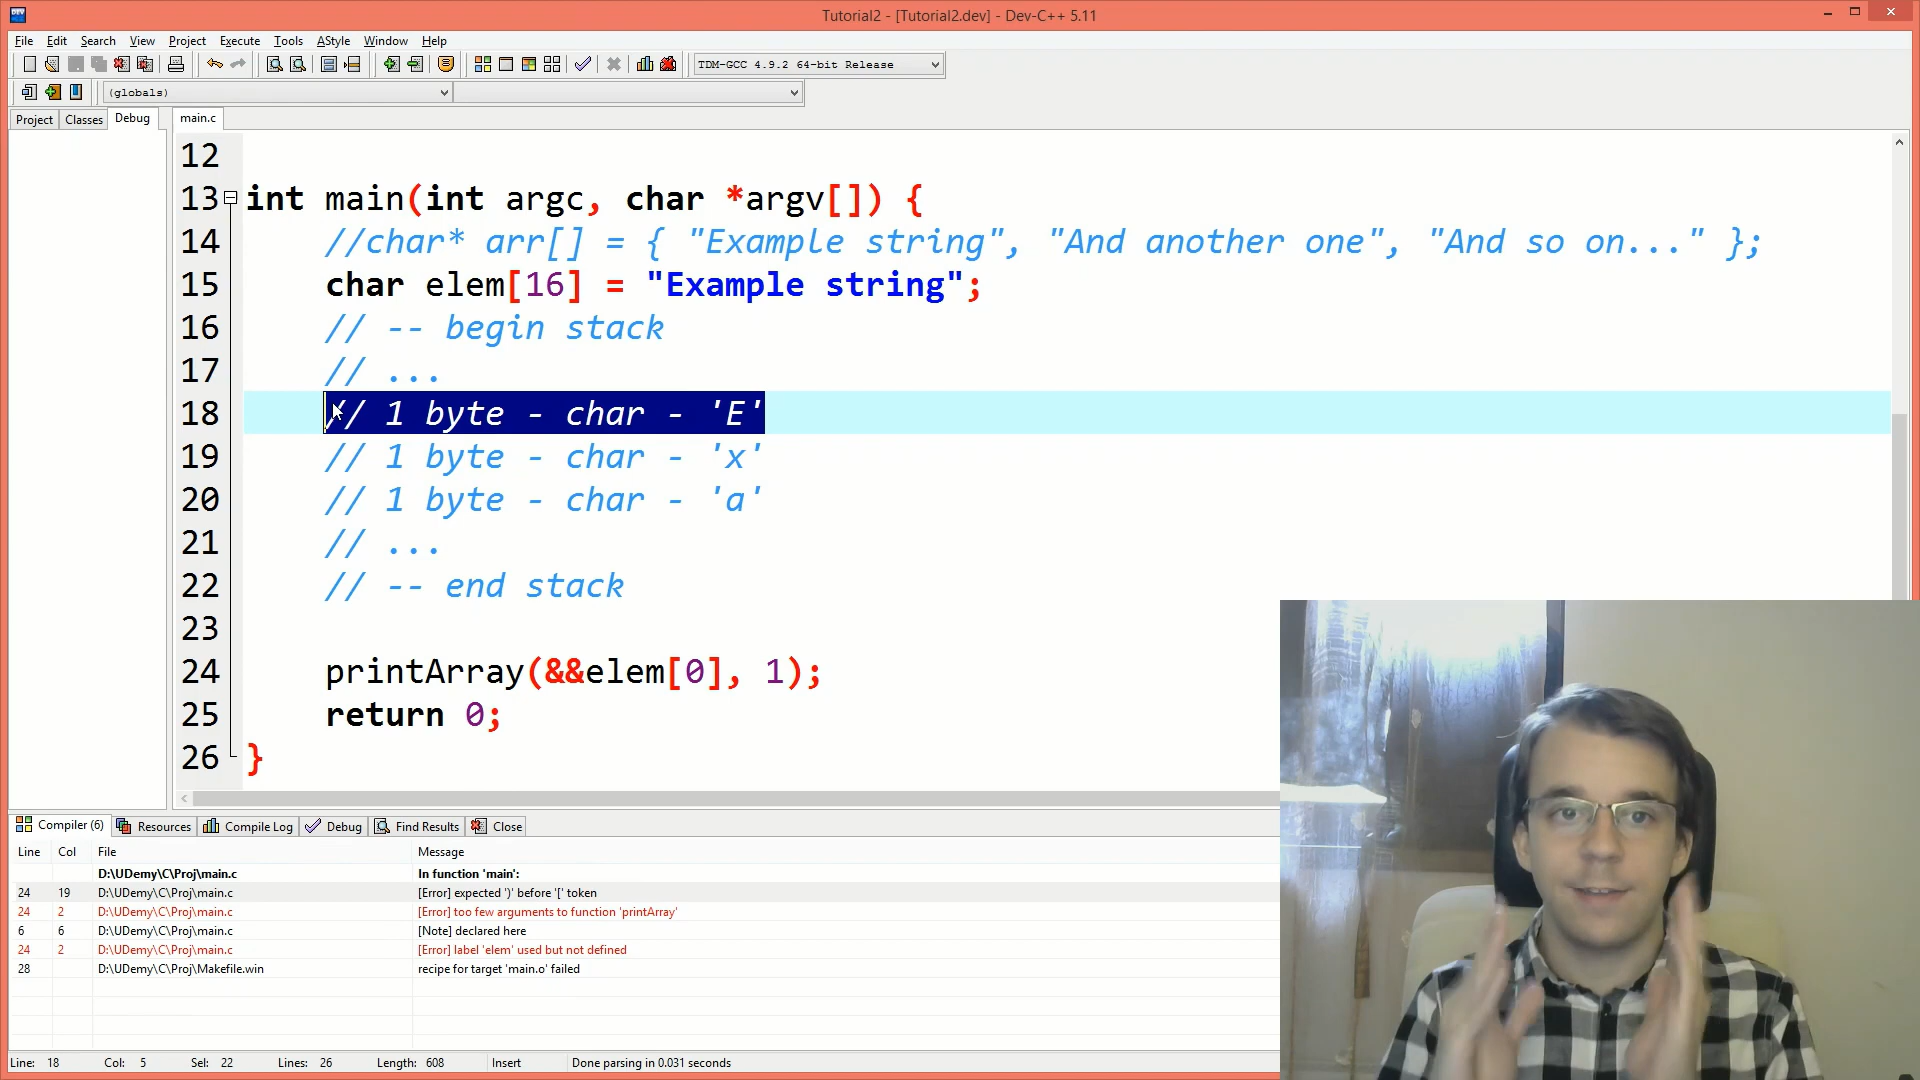 Tutorial2 - [Tutorial2.dev] - Dev-C++ 5.11
File Edit Search View Project Execute Tools AStyle Window Help
TDM-GCC 4.9.2 64-bit Release
(globals)
Project Classes Debug main.c
12
13 int main(int argc, char *argv[]) {
14 //char* arr[] = { "Example string", "And another one", "And so on..." };
15 char elem[16] = "Example string";
16 // -- begin stack
17 // ...
18 // 1 byte - char - 'E'
19 // 1 byte - char - 'x'
20 // 1 byte - char - 'a'
21 // ...
22 // -- end stack
23
24 printArray(&&elem[0], 1);
25 return 0;
26 }
Compiler (6) Resources Compile Log Debug Find Results Close
Line Col File Message
D:\UDemy\C\Proj\main.c In function 'main':
24 19 D:\UDemy\C\Proj\main.c [Error] expected ')' before '[' token
24 2 D:\UDemy\C\Proj\main.c [Error] too few arguments to function 'printArray'
6 6 D:\UDemy\C\Proj\main.c [Note] declared here
24 2 D:\UDemy\C\Proj\main.c [Error] label 'elem' used but not defined
28 D:\UDemy\C\Proj\Makefile.win recipe for target 'main.o' failed
Line: 18 Col: 5 Sel: 22 Lines: 26 Length: 608 Insert Done parsing in 0.031 seconds